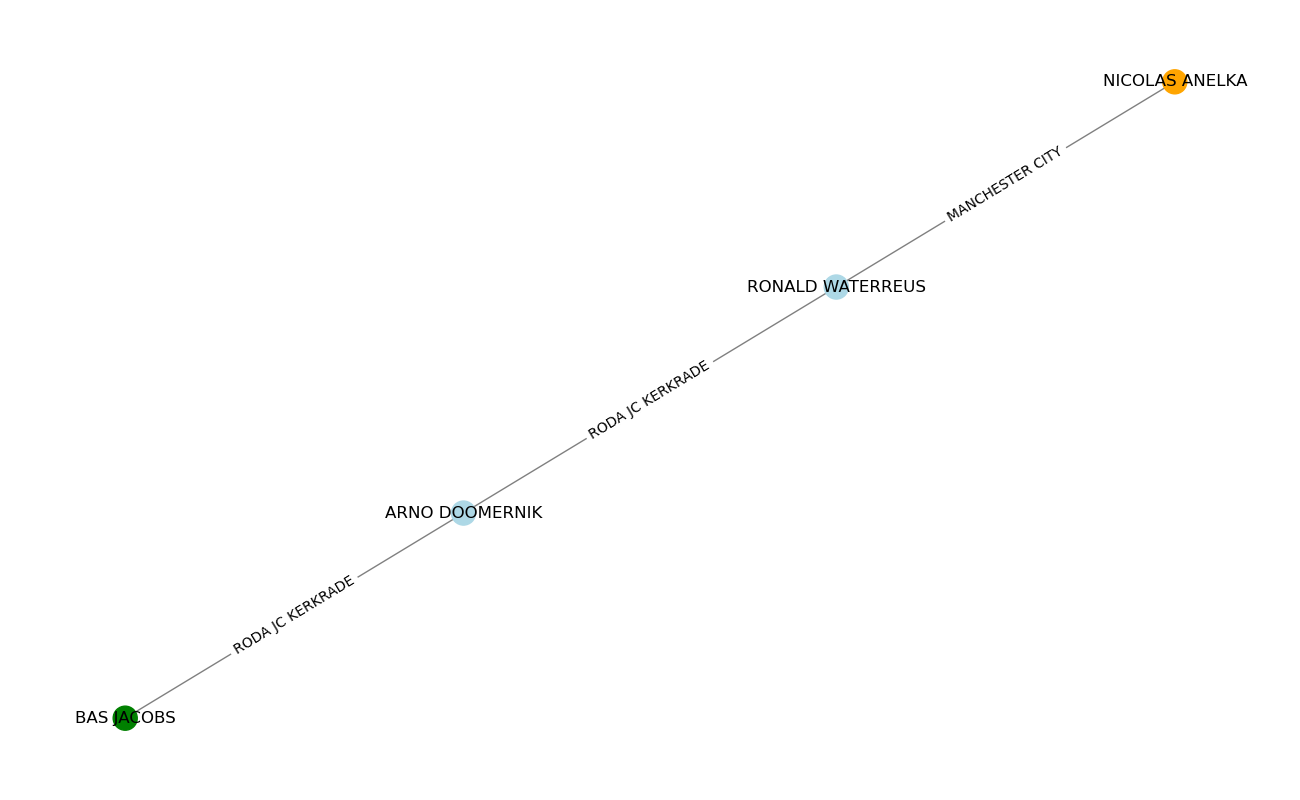 NICOLAS ANELKA
MANCHESTER CITY
RONALD WATERREUS
RODA JC KERKRADE
ARNO DOOMERNIK
RODA JC KERKRADE
BAS JACOBS